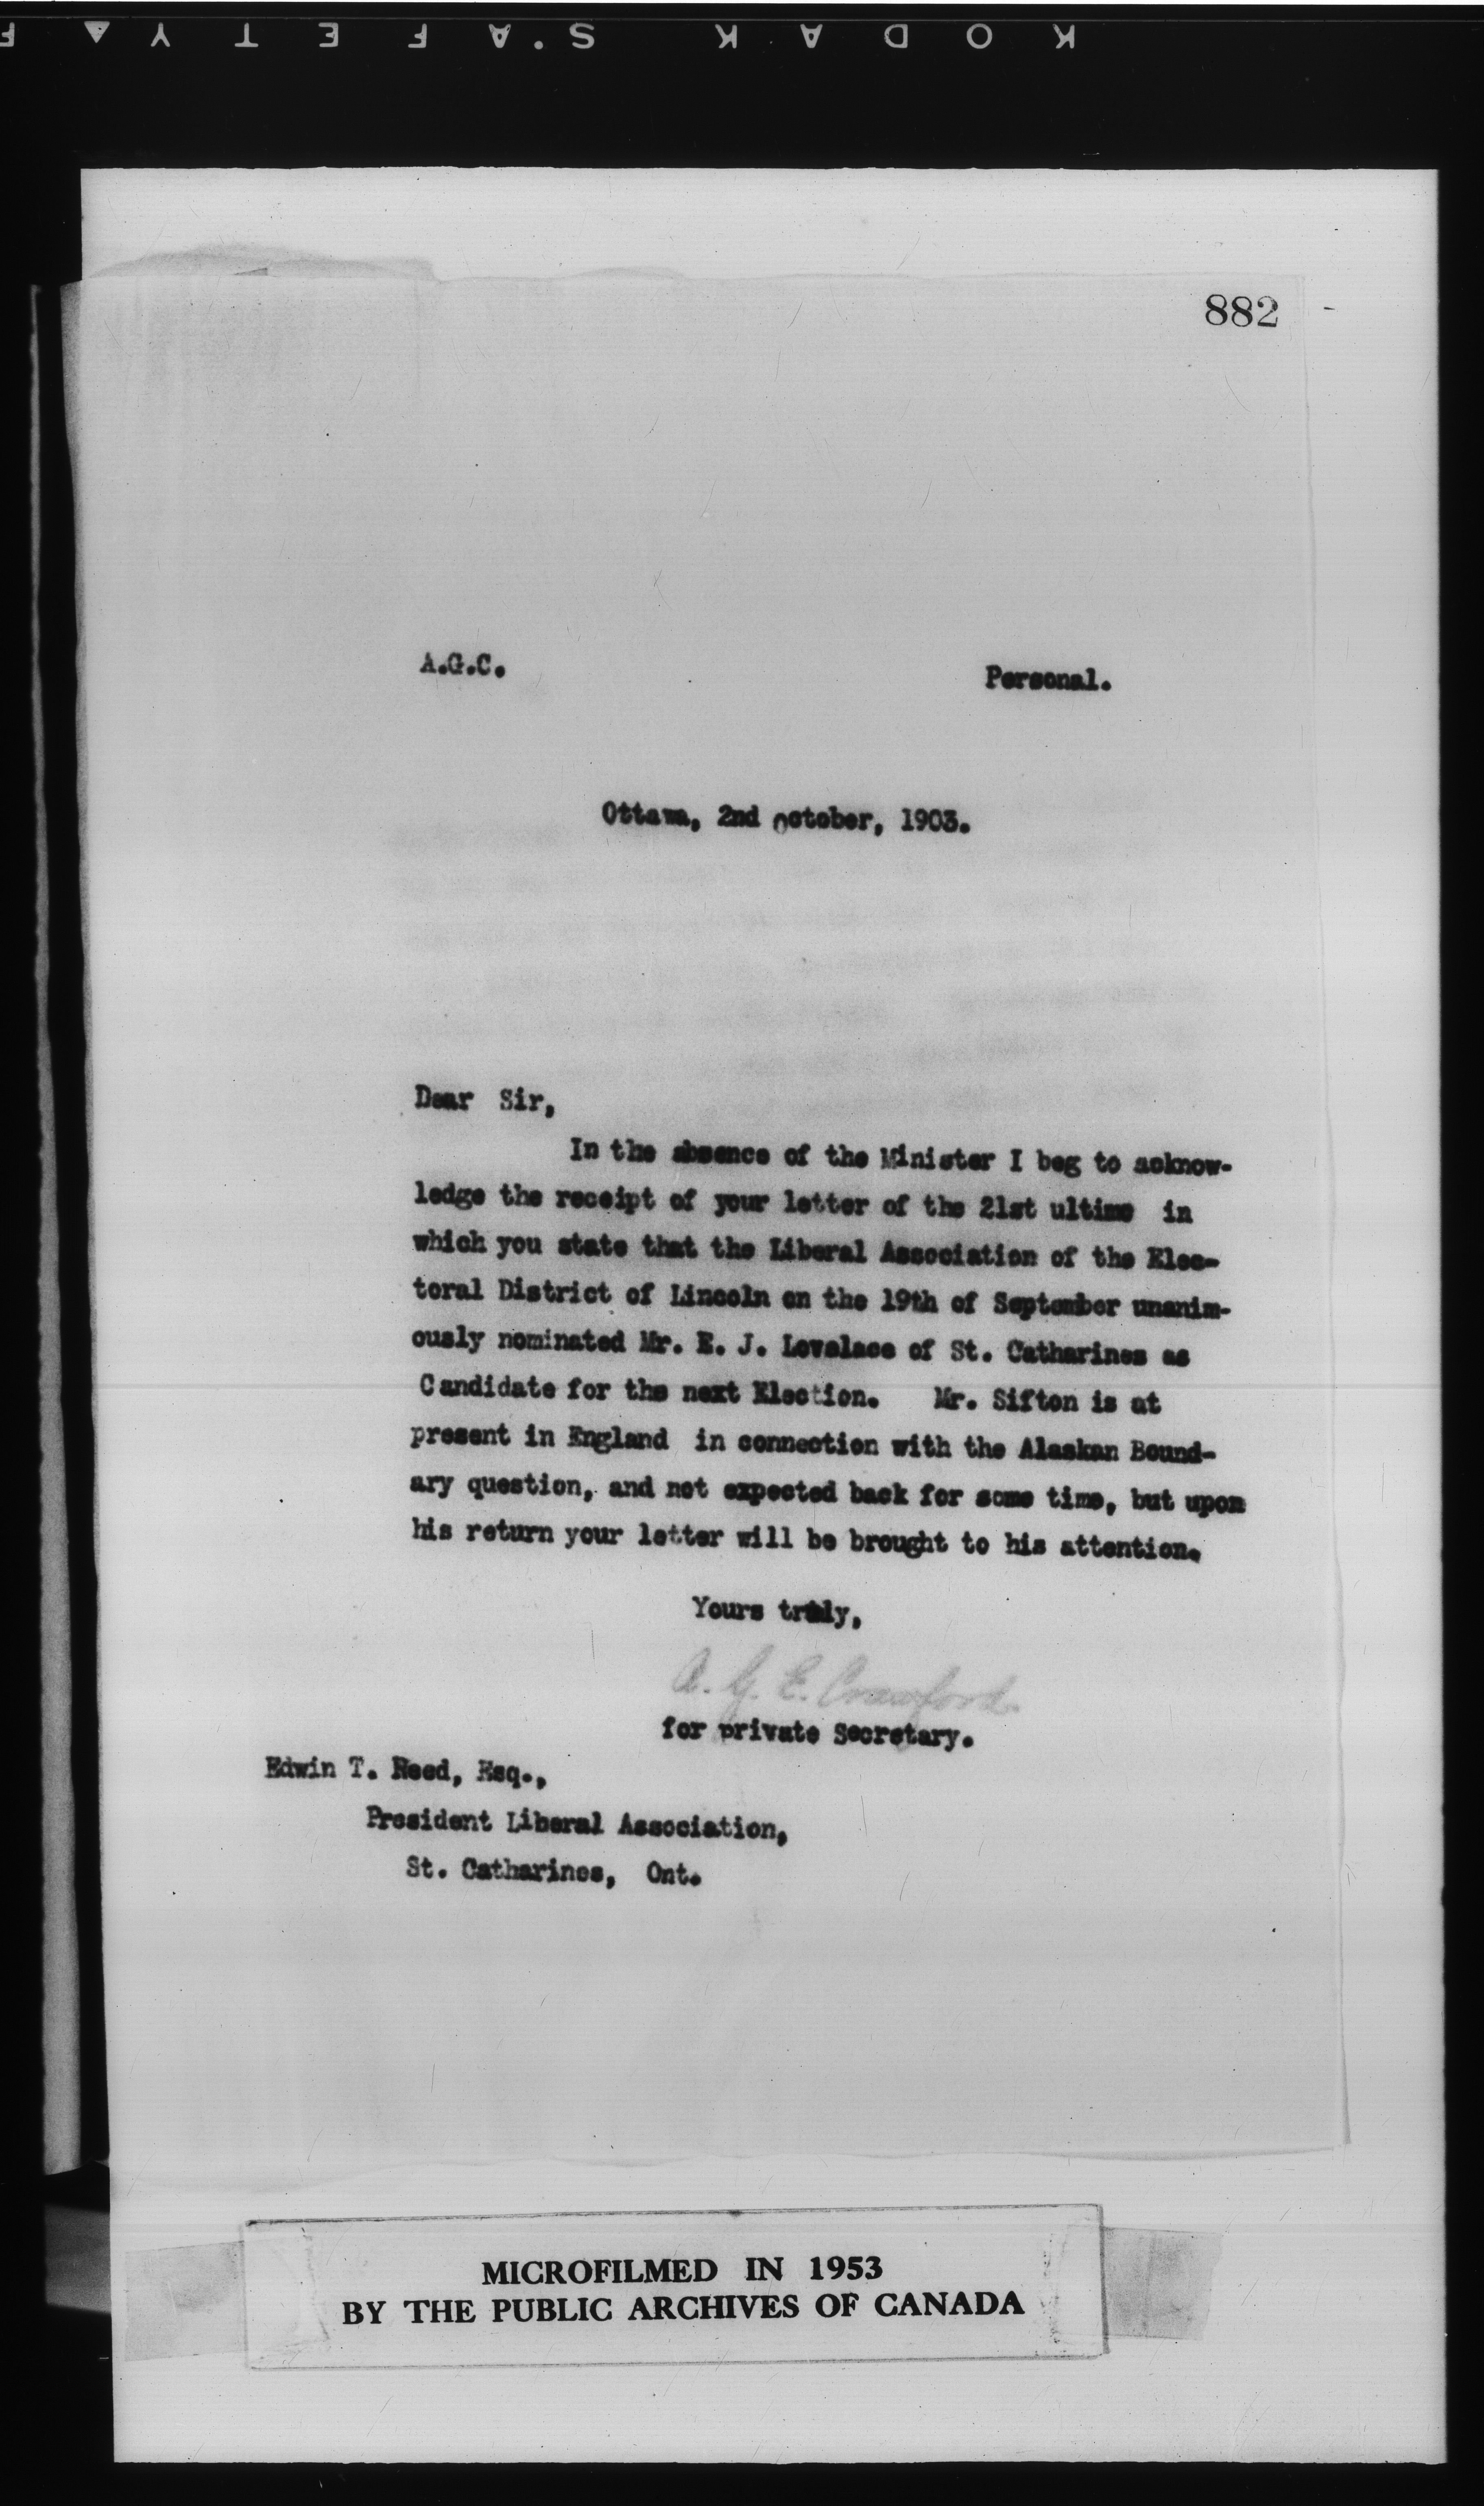 KODAK SAFETY
882
A.G.C.
Personal.
Ottawa, 2nd October, 1903.
Dear Sir,
In the absence of the Minister I beg to acknow-
ledge the receipt of your letter of the 21st ultimo in
which you state that the Liberal Association of the Elec-
toral District of Lincoln on the 19th of September unanim-
ously nominated Mr. E. J. Lovelace of St. Catharines as
Candidate for the next Election. Mr. Sifton is at
present in England in connection with the Alaskan Bound-
ary question, and not expected back for some time, but upon
his return your letter will be brought to his attention.
Yours truly,
A. G. E. Crawford.
for private Secretary.
Edwin T. Reed, Esq.,
President Liberal Association,
St. Catharines, Ont.
MICROFILMED IN 1953
BY THE PUBLIC ARCHIVES OF CANADA